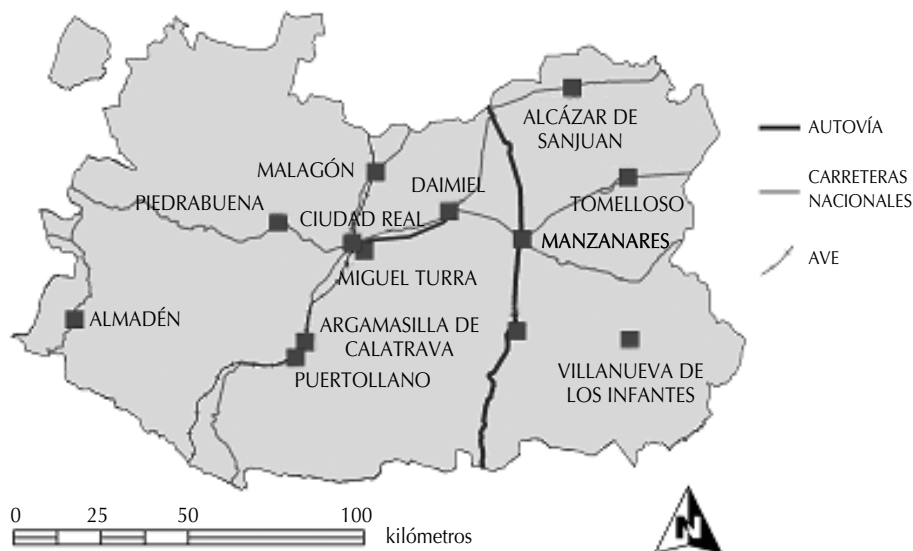 ALCÁZAR DE
SANJUAN
AUTOVÍA
MALAGÓN
DAIMIEL
CARRETERAS
NACIONALES
PIEDRABUENA
CIUDAD REAL
TOMELLOSO
MANZANARES
AVE
MIGUEL TURRA
ALMADÉN
ARGAMASILLA DE
CALATRAVA
PUERTOLLANO
VILLANUEVA DE
LOS INFANTES
0 25 50 100
kilómetros
N